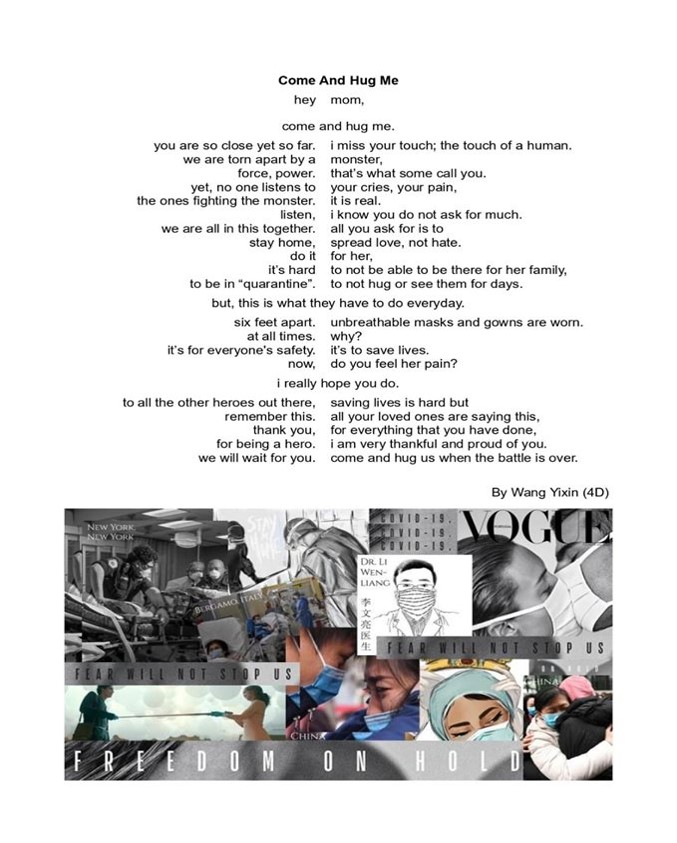 Come And Hug Me
hey mom,
come and hug me.
you are so close yet so far. i miss your touch; the touch of a human.
we are torn apart by a monster,
force, power. that's what some call you.
yet, no one listens to your cries, your pain,
the ones fighting the monster. it is real.
listen, i know you do not ask for much.
we are all in this together. all you ask for is to
stay home, spread love, not hate.
do it for her,
it's hard to not be able to be there for her family,
to be in “quarantine”. to not hug or see them for days.
but, this is what they have to do everyday.
six feet apart. unbreathable masks and gowns are worn.
at all times. why?
it's for everyone's safety. it's to save lives.
now, do you feel her pain?
i really hope you do.
to all the other heroes out there, saving lives is hard but
remember this. all your loved ones are saying this,
thank you, for everything that you have done,
for being a hero. i am very thankful and proud of you.
we will wait for you. come and hug us when the battle is over.
By Wang Yixin (4D)
NEW YORK,
NEW YORK
STAY
COVID-19.
COVID-19.
COVID-19.
VOGUE
DR. LI
WEN-
LIANG
李
文
亮
医
生
BERGAMO, ITALY
FEAR WILL NOT STOP US
FEAR WILL NOT STOP US
CHINA
CHINA
FREEDOM ON HOLD